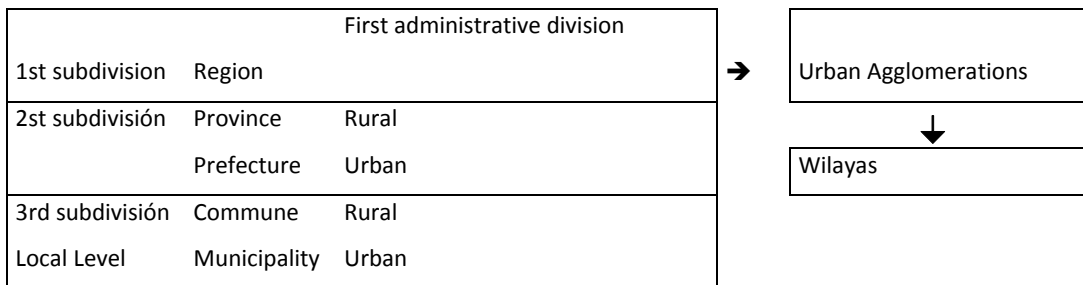 First administrative division
1st subdivision Region
➔
Urban Agglomerations
2st subdivisión Province Rural
Prefecture Urban
Wilayas
3rd subdivisión Commune Rural
Local Level Municipality Urban